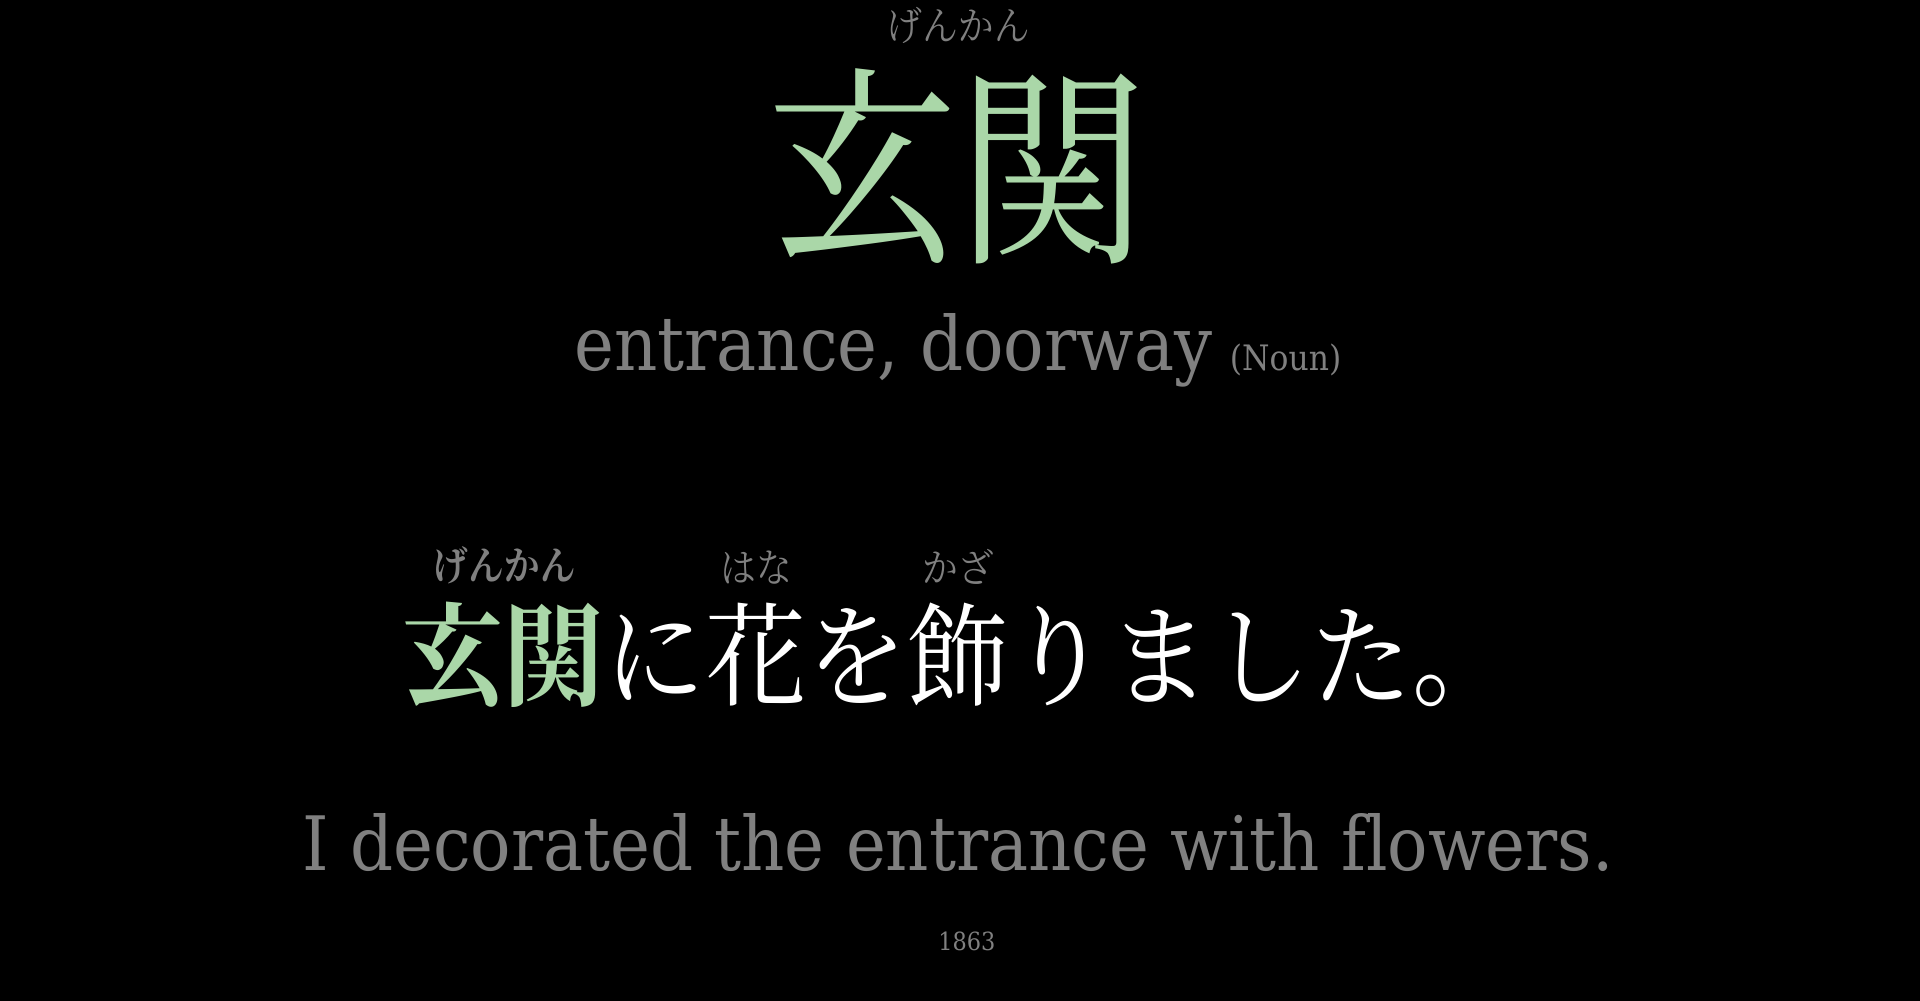 げんかん
玄関
entrance, doorway (Noun)
げんかん はな かざ
玄関に花を飾りました。
I decorated the entrance with flowers.
1863